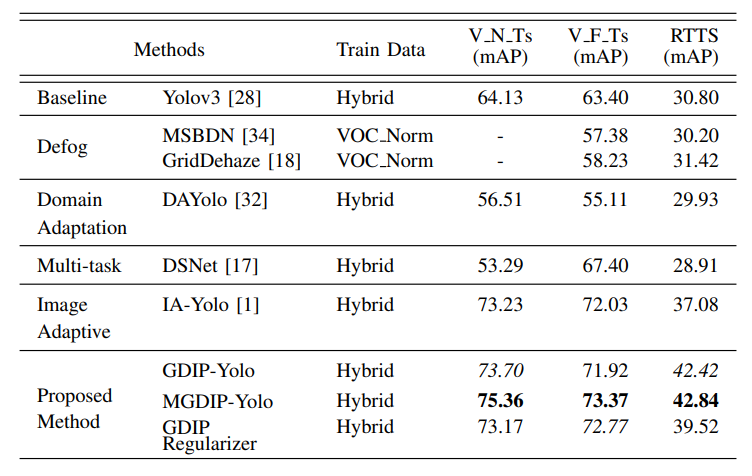 Methods Train Data V_N_Ts (mAP) V_F_Ts (mAP) RTTS (mAP)
Baseline Yolov3 [28] Hybrid 64.13 63.40 30.80
Defog MSBDN [34] VOC_Norm - 57.38 30.20
GridDehaze [18] VOC_Norm - 58.23 31.42
Domain Adaptation DAYolo [32] Hybrid 56.51 55.11 29.93
Multi-task DSNet [17] Hybrid 53.29 67.40 28.91
Image Adaptive IA-Yolo [1] Hybrid 73.23 72.03 37.08
Proposed Method GDIP-Yolo Hybrid 73.70 71.92 42.42
MGDIP-Yolo Hybrid 75.36 73.37 42.84
GDIP Regularizer Hybrid 73.17 72.77 39.52